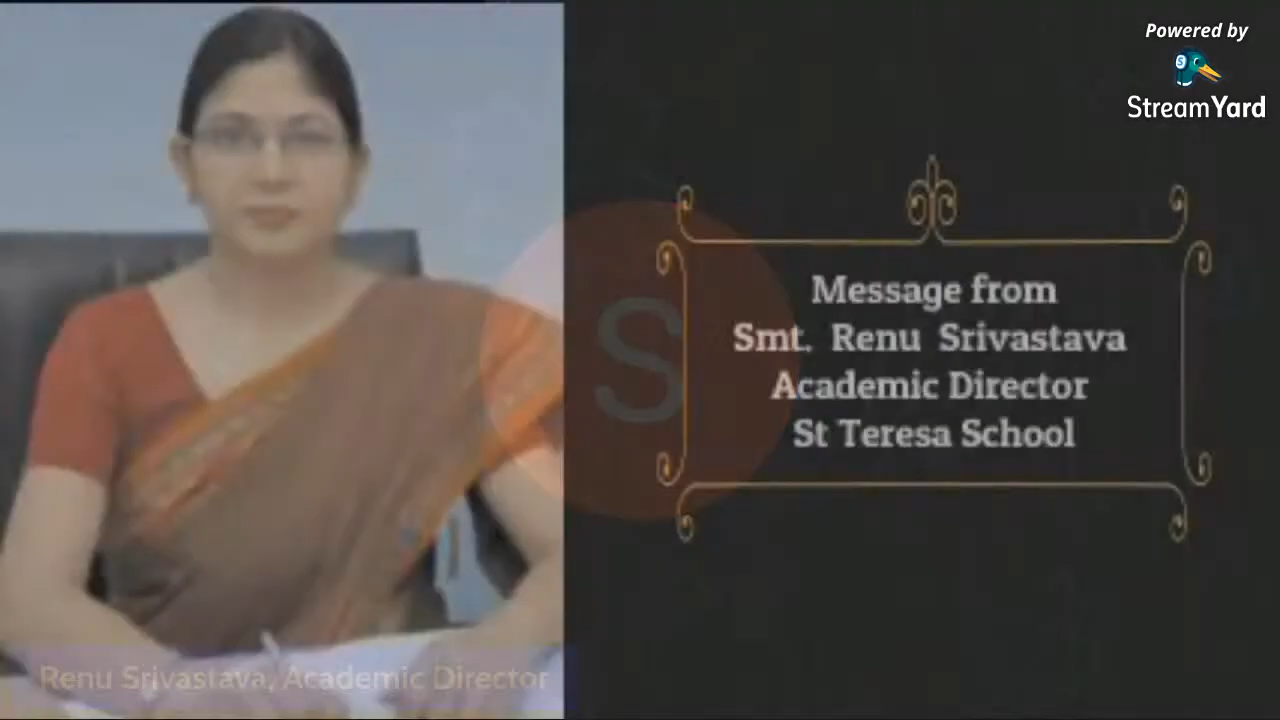 Powered by
S
StreamYard
Message from
Smt. Renu Srivastava
Academic Director
St Teresa School
S
Renu Srivastava, Academic Director